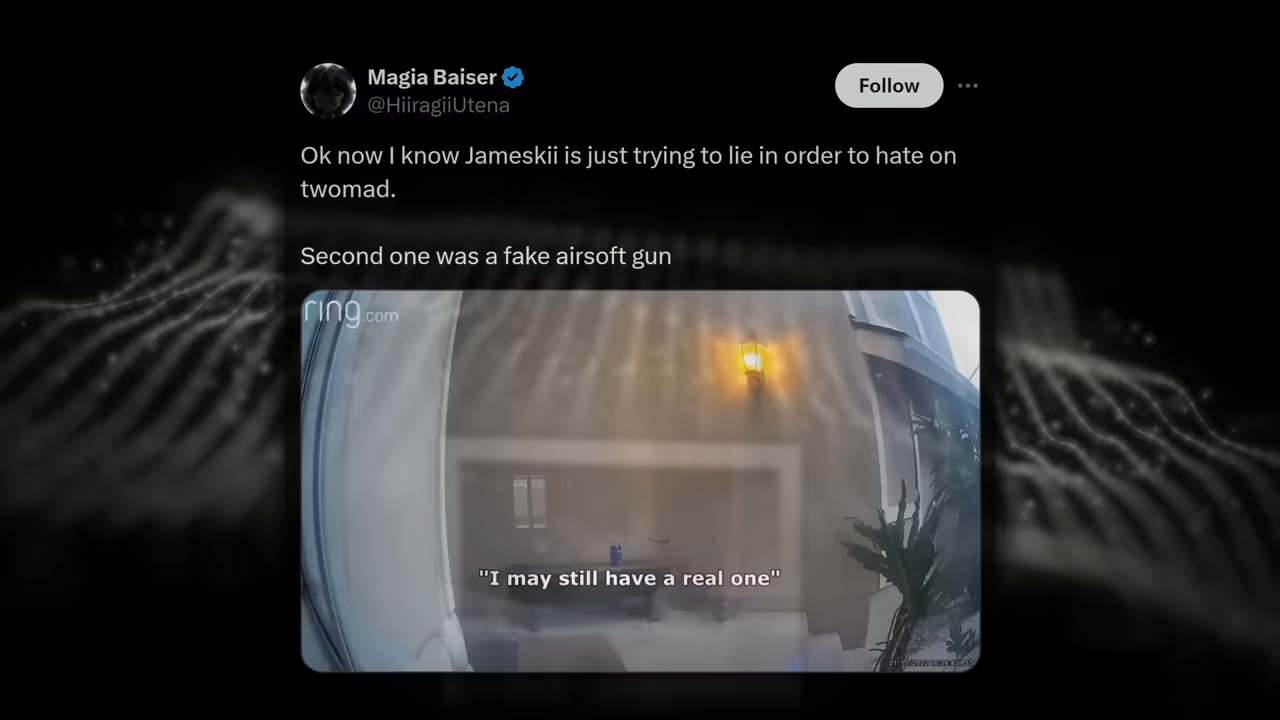 Magia Baiser
Follow
@HiiragiiUtena
Ok now I know Jameskii is just trying to lie in order to hate on
twomad.
Second one was a fake airsoft gun
ring.com
"I may still have a real one"